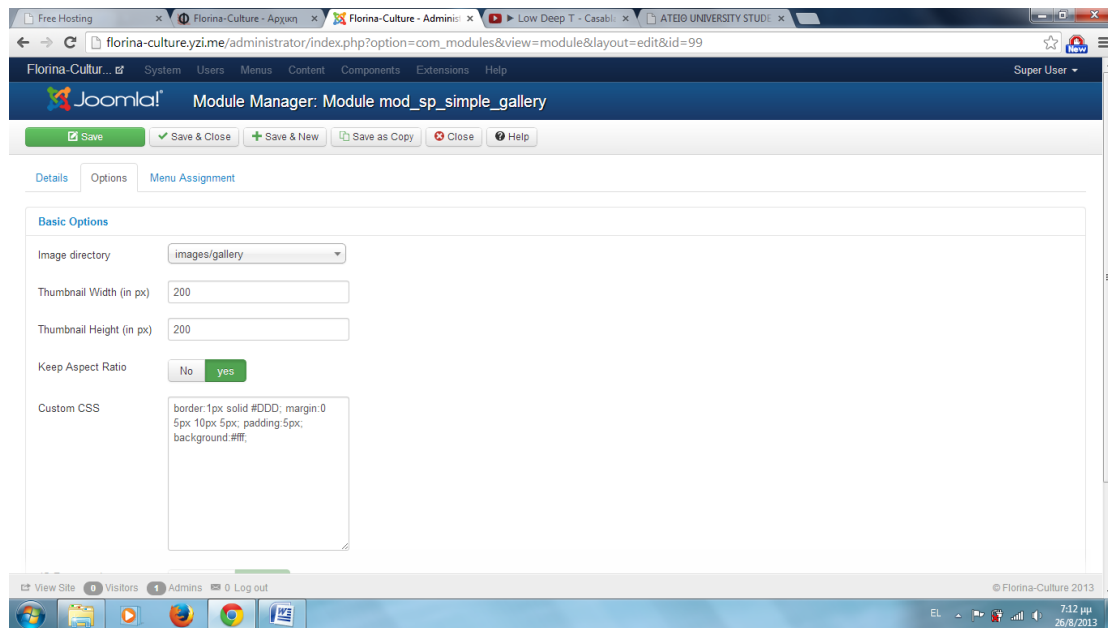 Free Hosting
Florina-Culture - Αρχικη
Florina-Culture - Administ
Low Deep T - Casabla
ΑΤΕΙΘ UNIVERSITY STUDE
florina-culture.yzi.me/administrator/index.php?option=com_modules&view=module&layout=edit&id=99
New
Florina-Cultur... System Users Menus Content Components Extensions Help Super User
Joomla!® Module Manager: Module mod_sp_simple_gallery
Save Save & Close Save & New Save as Copy Close Help
Details Options Menu Assignment
Basic Options
Image directory images/gallery
Thumbnail Width (in px) 200
Thumbnail Height (in px) 200
Keep Aspect Ratio No yes
Custom CSS border:1px solid #DDD; margin:0
5px 10px 5px; padding:5px;
background:#fff;
View Site 0 Visitors 1 Admins 0 Log out © Florina-Culture 2013
EL 7:12 μμ
26/8/2013